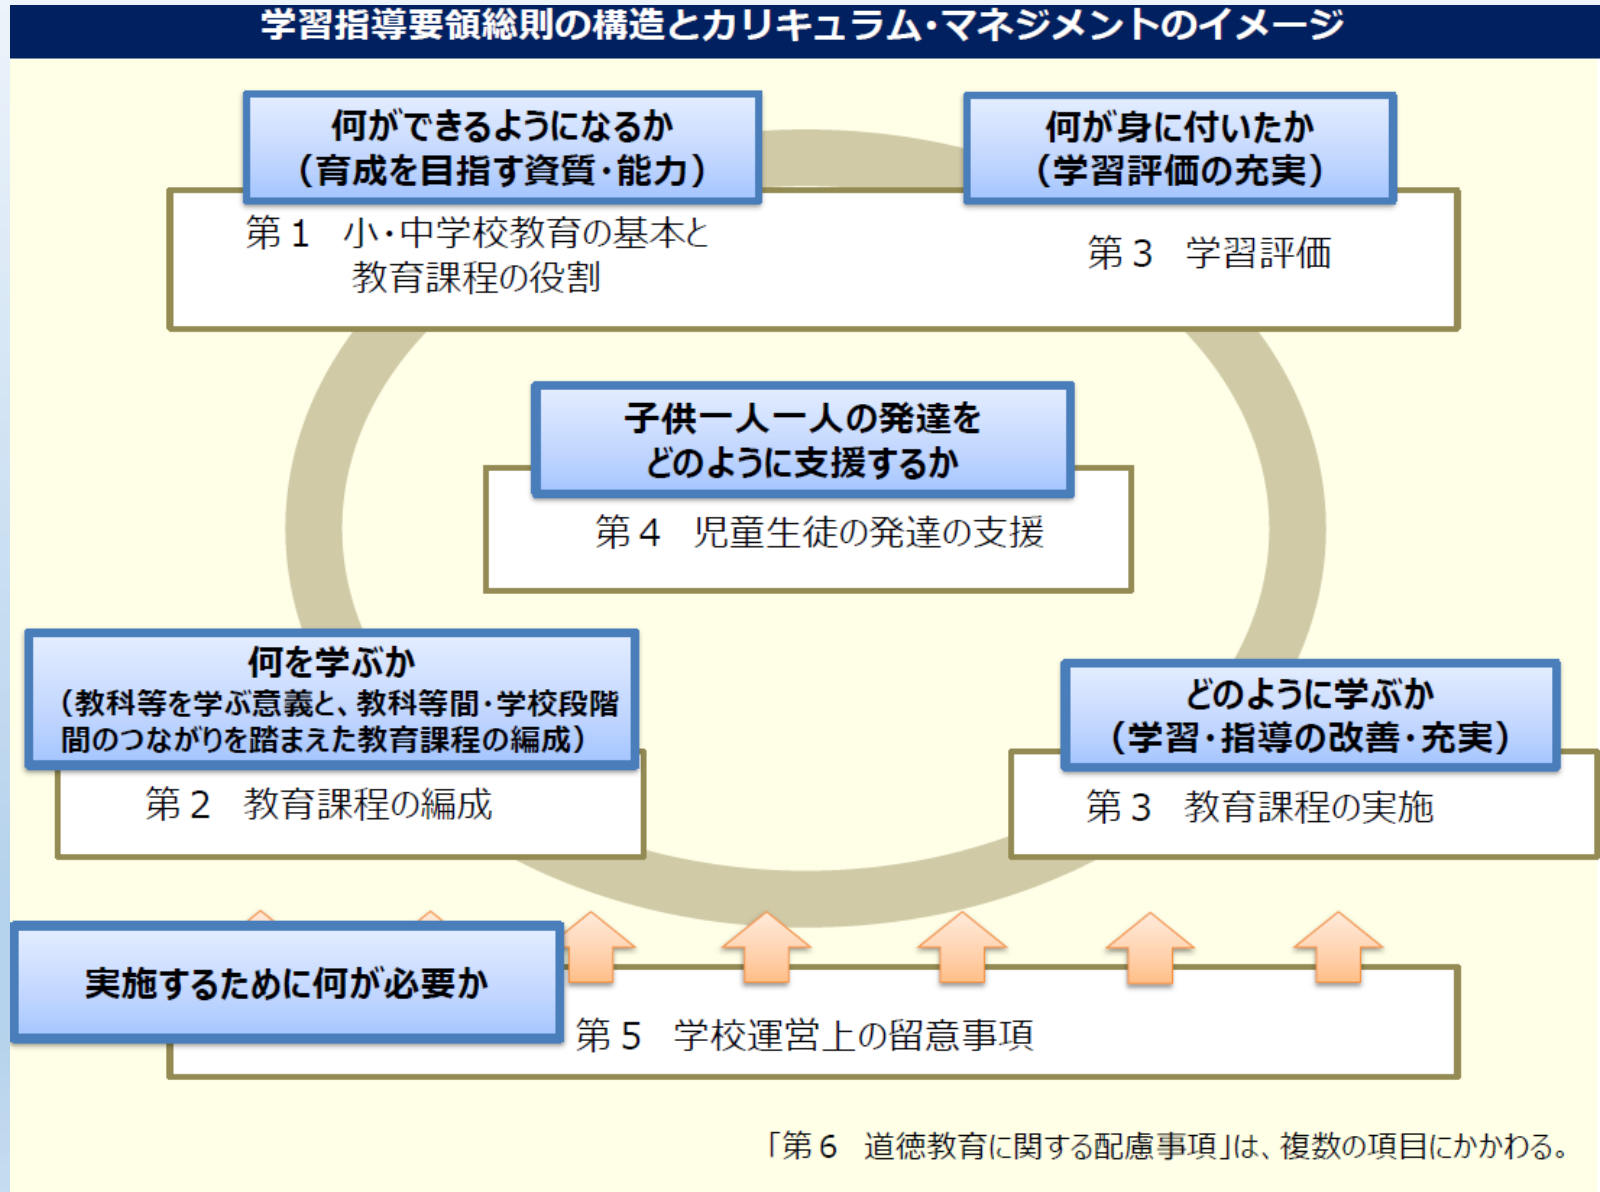 学習指導要領総則の構造とカリキュラム･マネジメントのイメージ
何ができるようになるか
（育成を目指す資質･能力）
何が身に付いたか
（学習評価の充実）
第１　小･中学校教育の基本と
教育課程の役割
第３　学習評価
子供一人一人の発達を
どのように支援するか
第４　児童生徒の発達の支援
何を学ぶか
（教科等を学ぶ意義と、教科等間･学校段階
間のつながりを踏まえた教育課程の編成）
第２　教育課程の編成
どのように学ぶか
（学習･指導の改善･充実）
第３　教育課程の実施
実施するために何が必要か
第５　学校運営上の留意事項
「第６　道徳教育に関する配慮事項」は、複数の項目にかかわる。